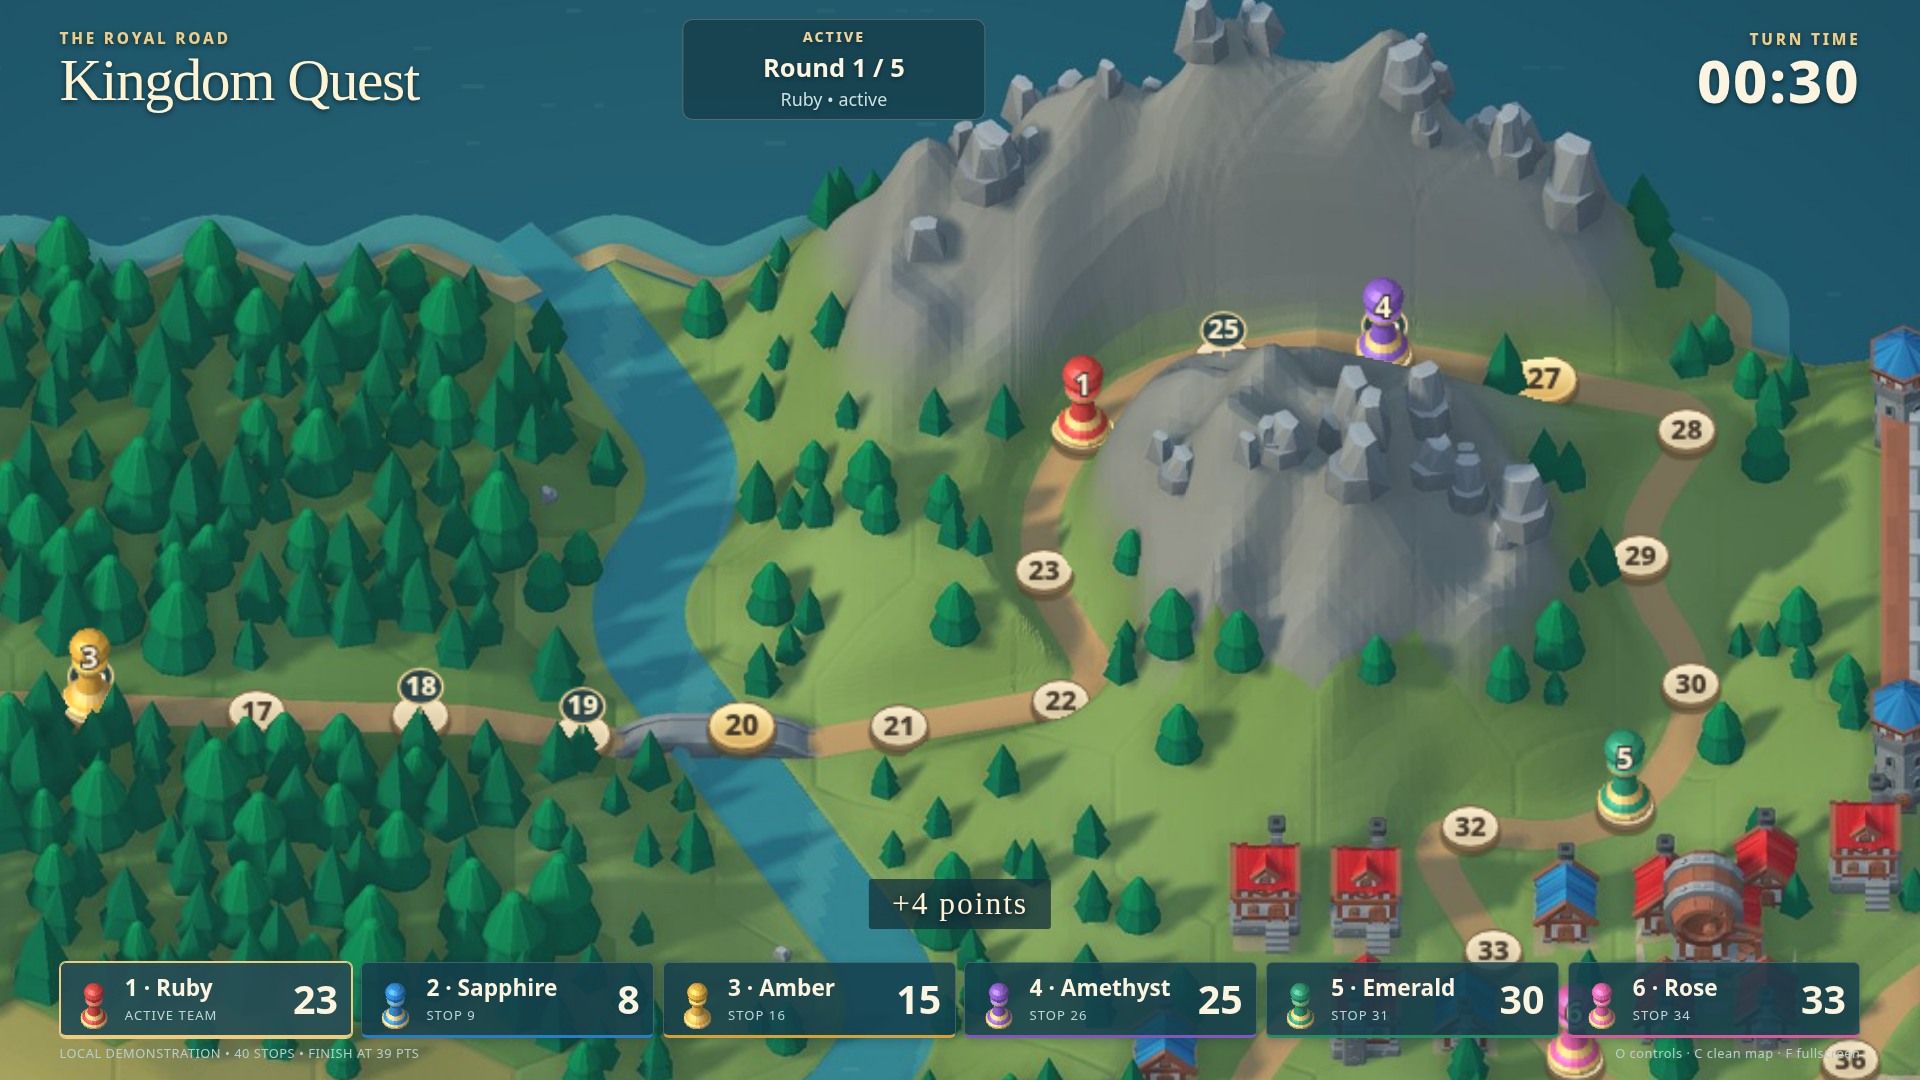 THE ROYAL ROAD
Kingdom Quest
ACTIVE
Round 1 / 5
Ruby • active
TURN TIME
00:30
4
25
1
27
28
23
29
3
17
18
19
20
21
22
30
5
32
33
+4 points
1 · Ruby
ACTIVE TEAM
23
2 · Sapphire
STOP 9
8
3 · Amber
STOP 16
15
4 · Amethyst
STOP 26
25
5 · Emerald
STOP 31
30
6
6 · Rose
STOP 34
33
LOCAL DEMONSTRATION • 40 STOPS • FINISH AT 39 PTS
O controls · C clean map · F fullscreen
36